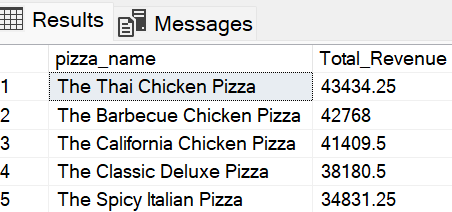 Results Messages
pizza_name Total_Revenue
1 The Thai Chicken Pizza 43434.25
2 The Barbecue Chicken Pizza 42768
3 The California Chicken Pizza 41409.5
4 The Classic Deluxe Pizza 38180.5
5 The Spicy Italian Pizza 34831.25